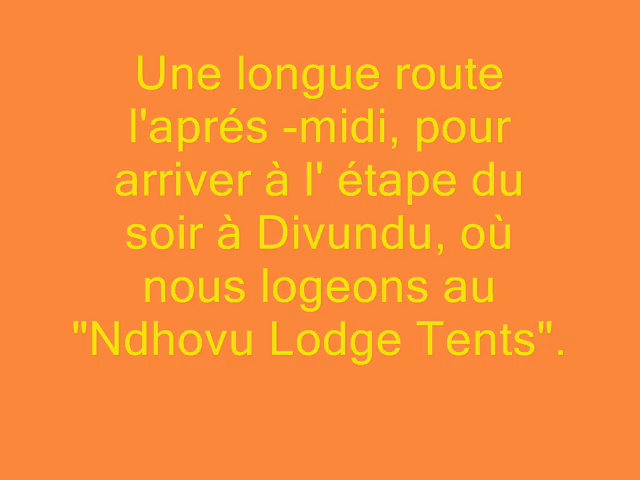 Une longue route
l'aprés -midi, pour
arriver à l' étape du
soir à Divundu, où
nous logeons au
"Ndhovu Lodge Tents".